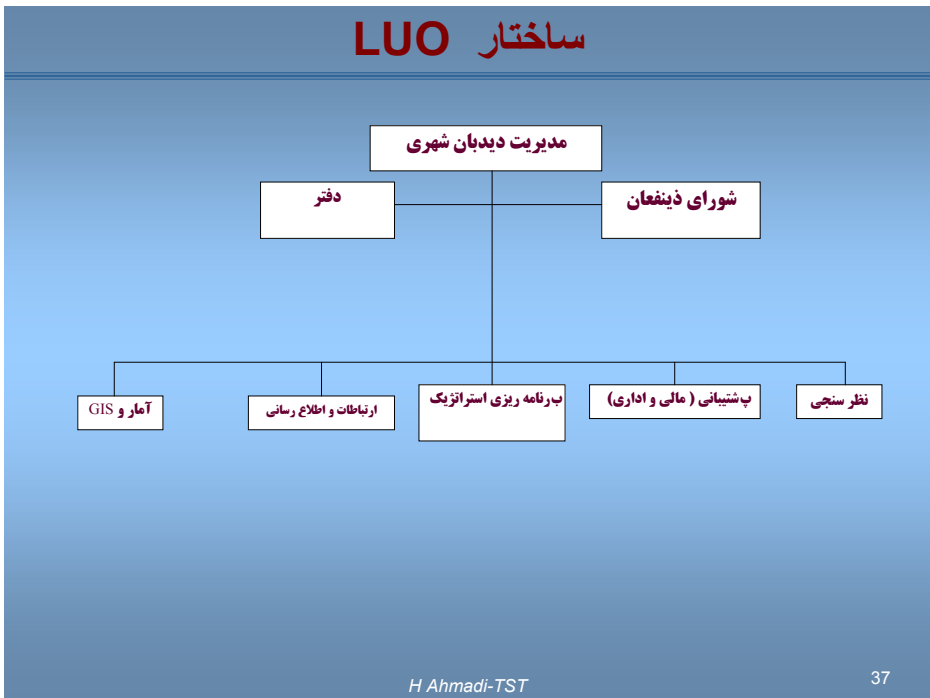 ساختار LUO
مدیریت دیدبان شهری
شورای ذینفعان
دفتر
نظر سنجی
پشتیبانی ( مالی و اداری)
برنامه ریزی استراتژیک
ارتباطات و اطلاع رسانی
آمار و GIS
H Ahmadi-TST
37